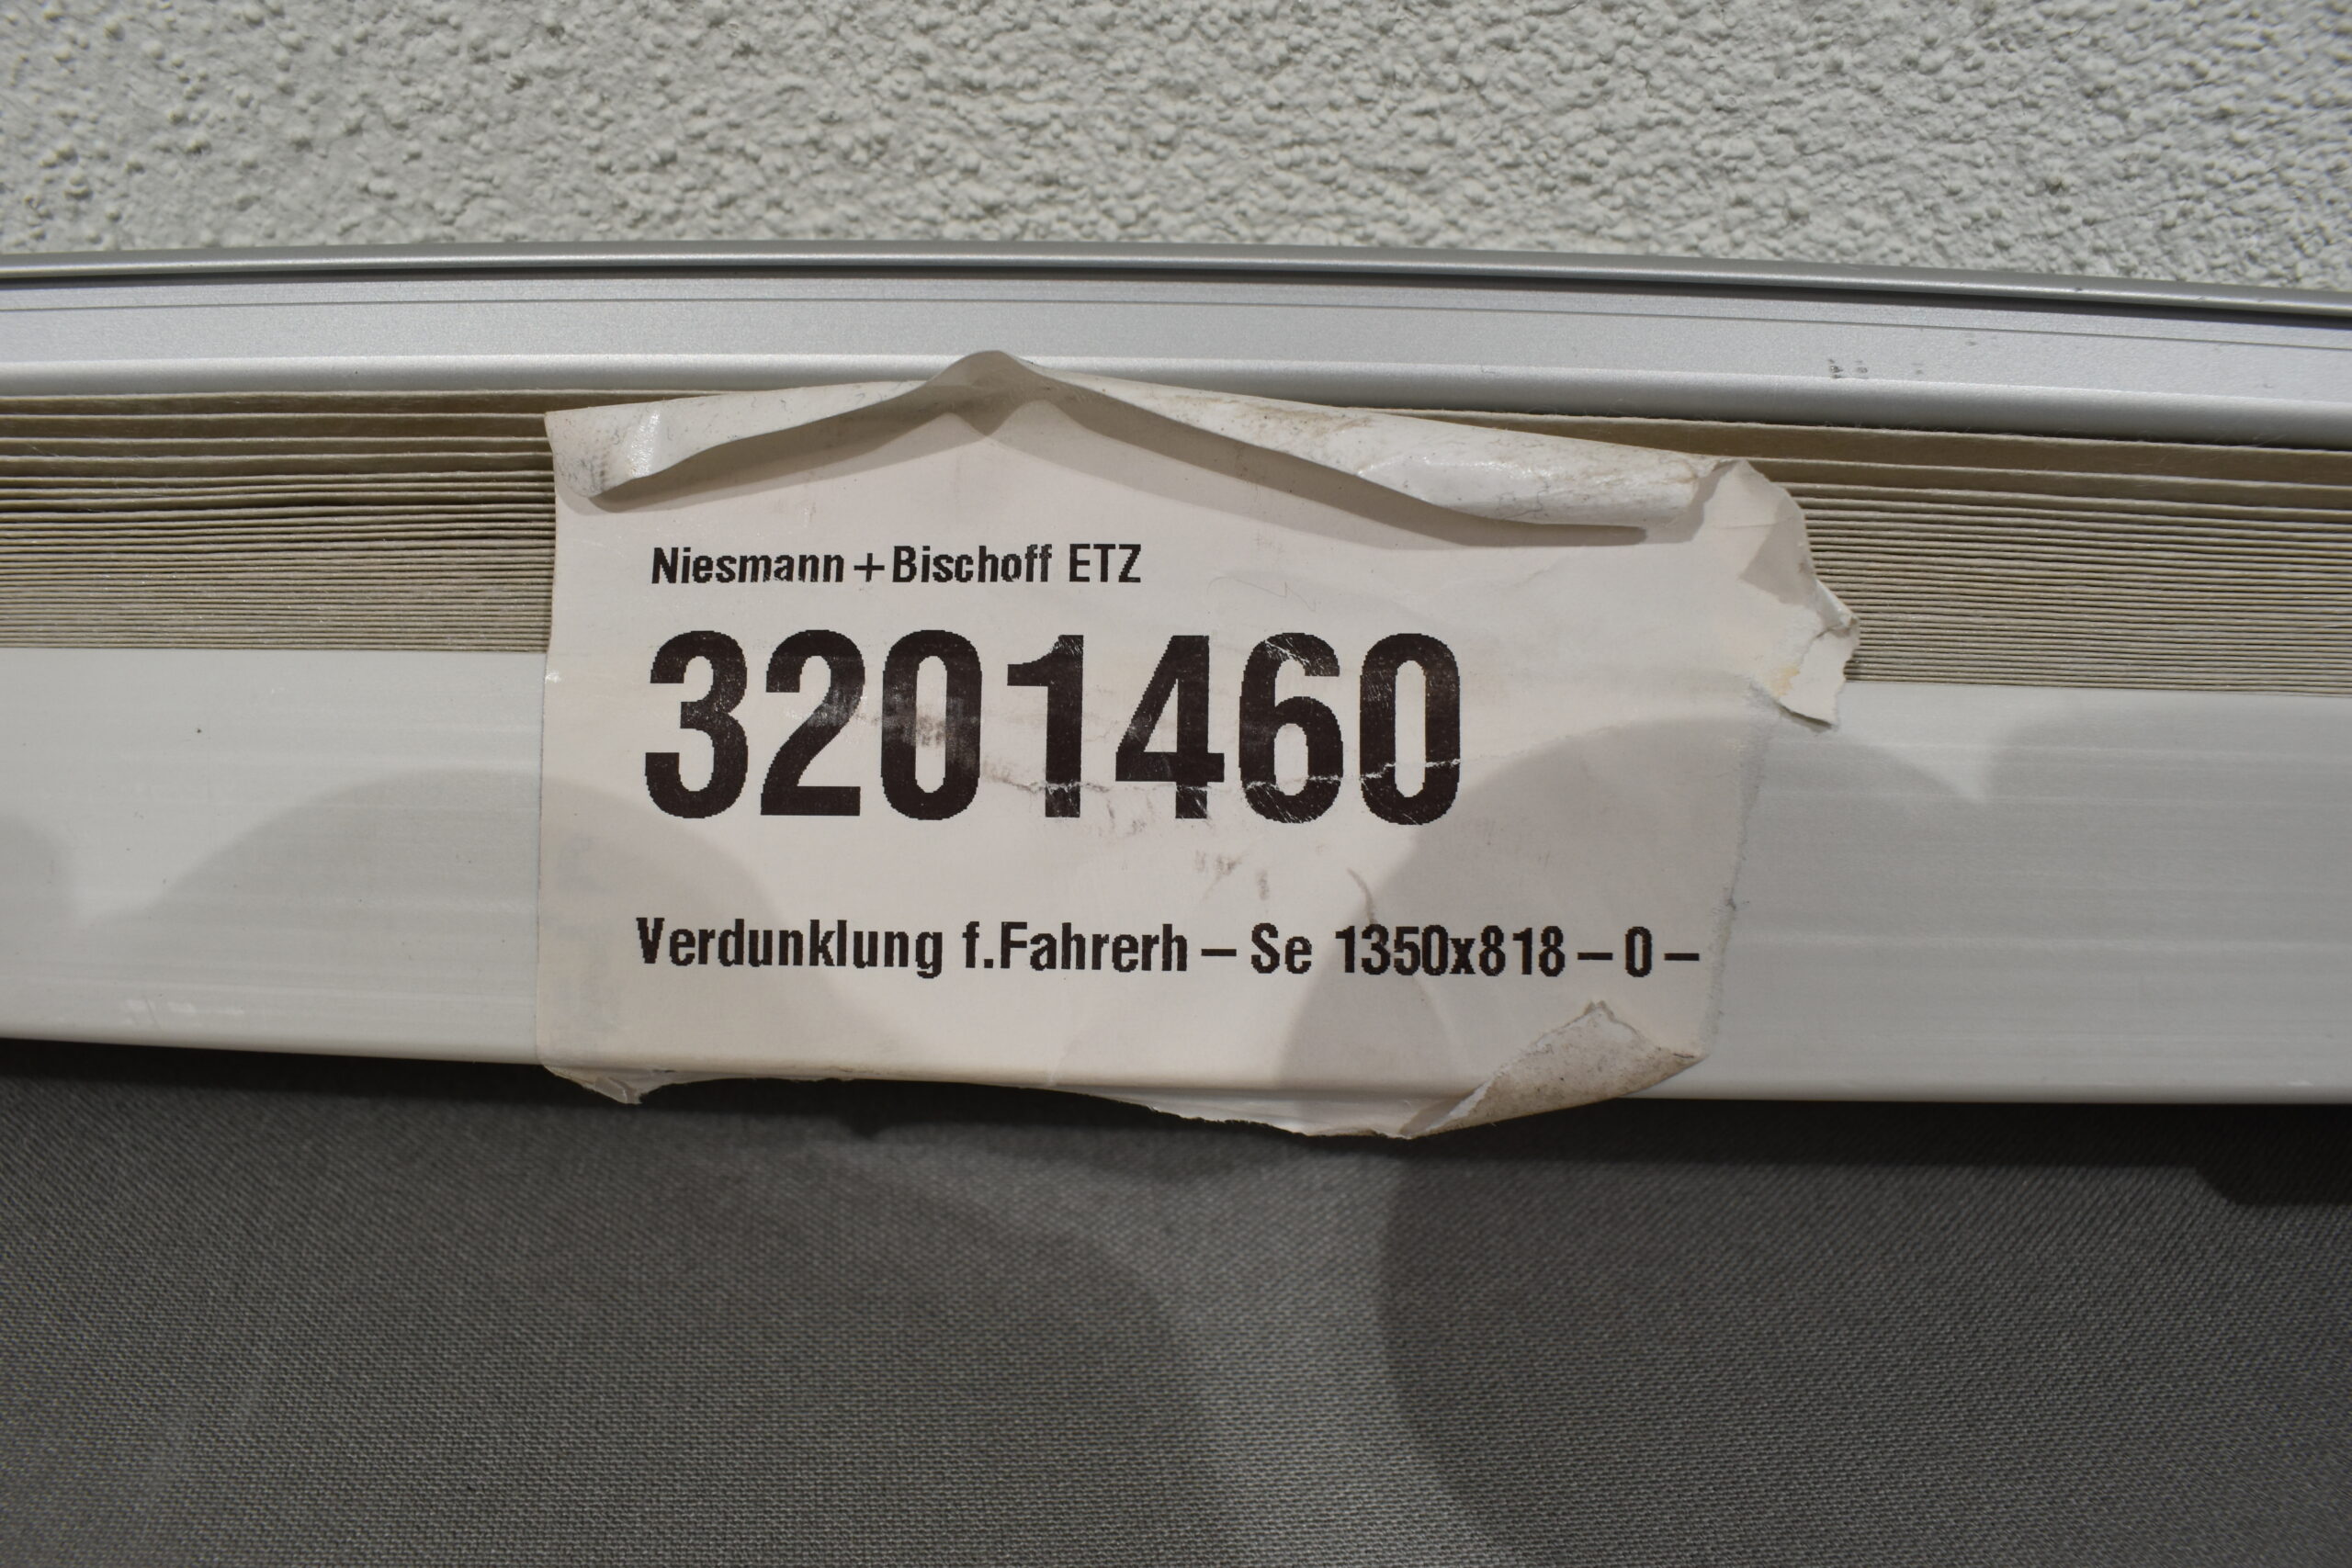 Niesmann+Bischoff ETZ
3201460
Verdunklung f.Fahrerh – Se 1350x818 – 0 –